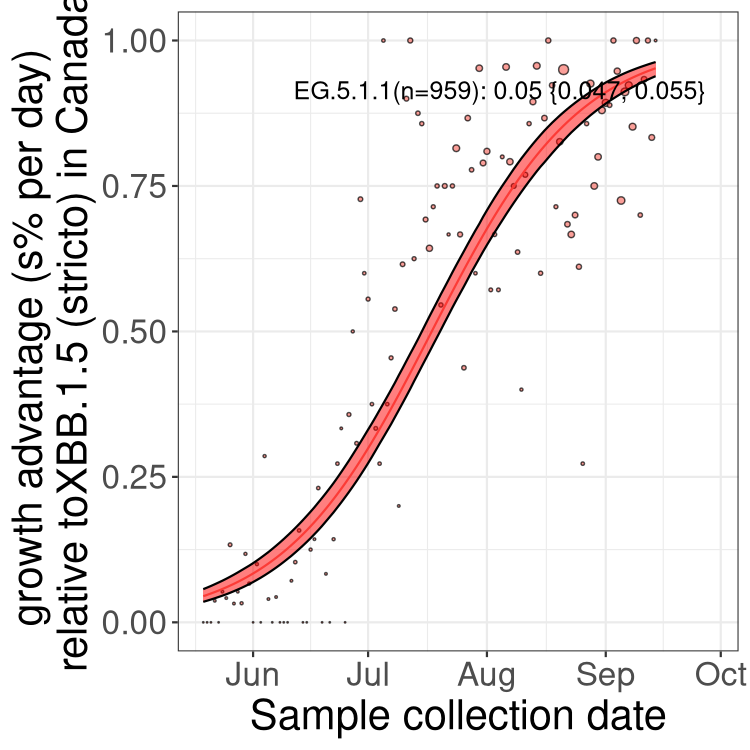 growth advantage (s% per day)
relative toXBB.1.5 (stricto) in Canada
1.00
0.75
0.50
0.25
0.00
EG.5.1.1(n=959): 0.05 {0.047, 0.055}
Jun Jul Aug Sep Oct
Sample collection date